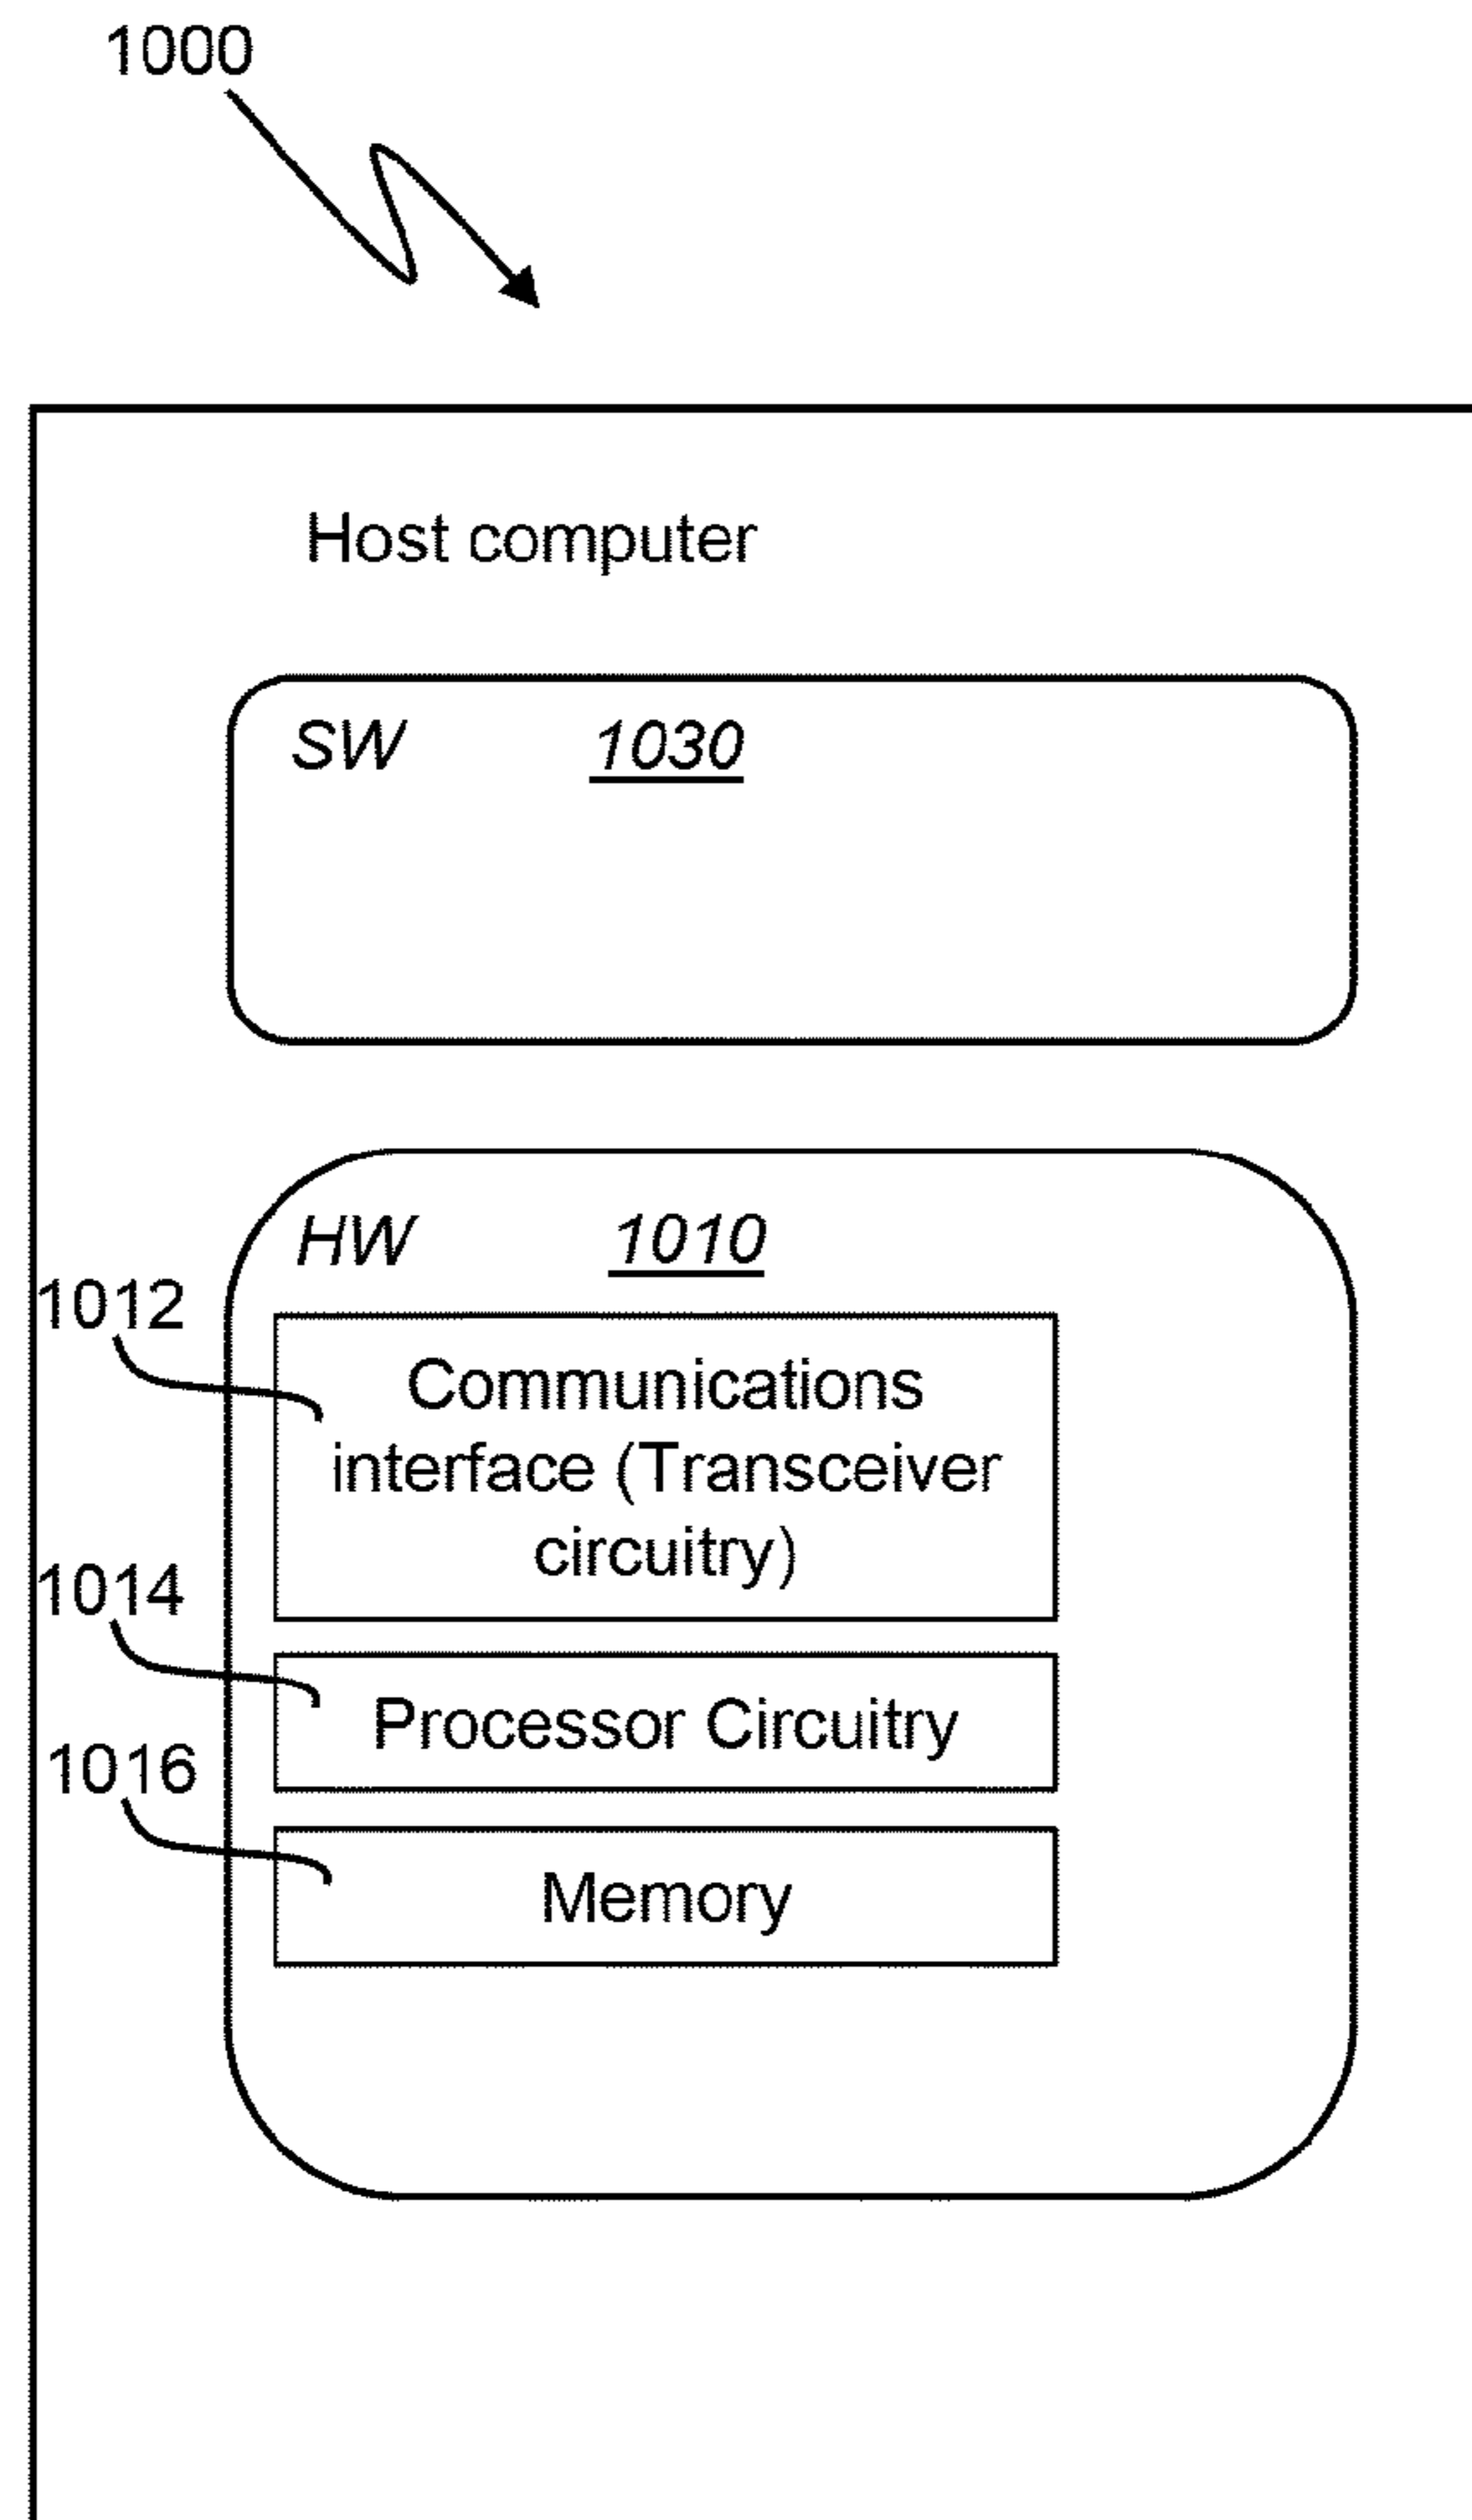 1000
Host computer
SW 1030
HW 1010
1012
Communications
interface (Transceiver
circuitry)
1014
Processor Circuitry
1016
Memory